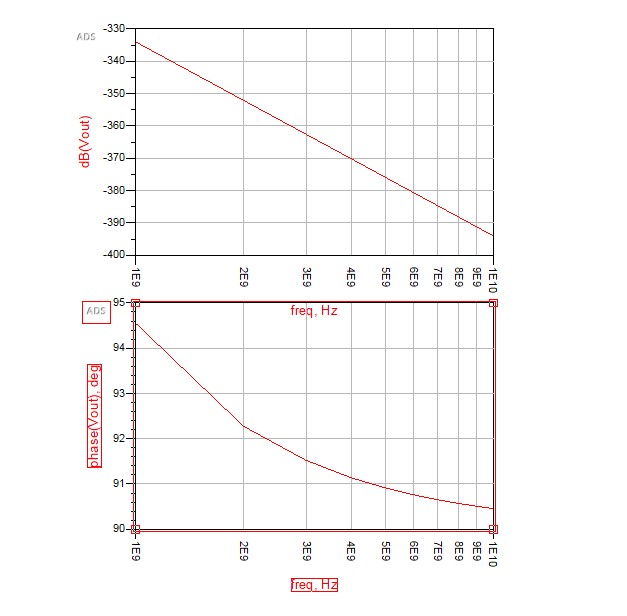 ADS
-330
-340
-350
-360
-370
-380
-390
-400
dB(Vout)
1E9
2E9
3E9
4E9
5E9
6E9
7E9
8E9
9E9
1E10
freq, Hz
ADS
95
94
93
92
91
90
phase(Vout), deg
1E9
2E9
3E9
4E9
5E9
6E9
7E9
8E9
9E9
1E10
freq, Hz